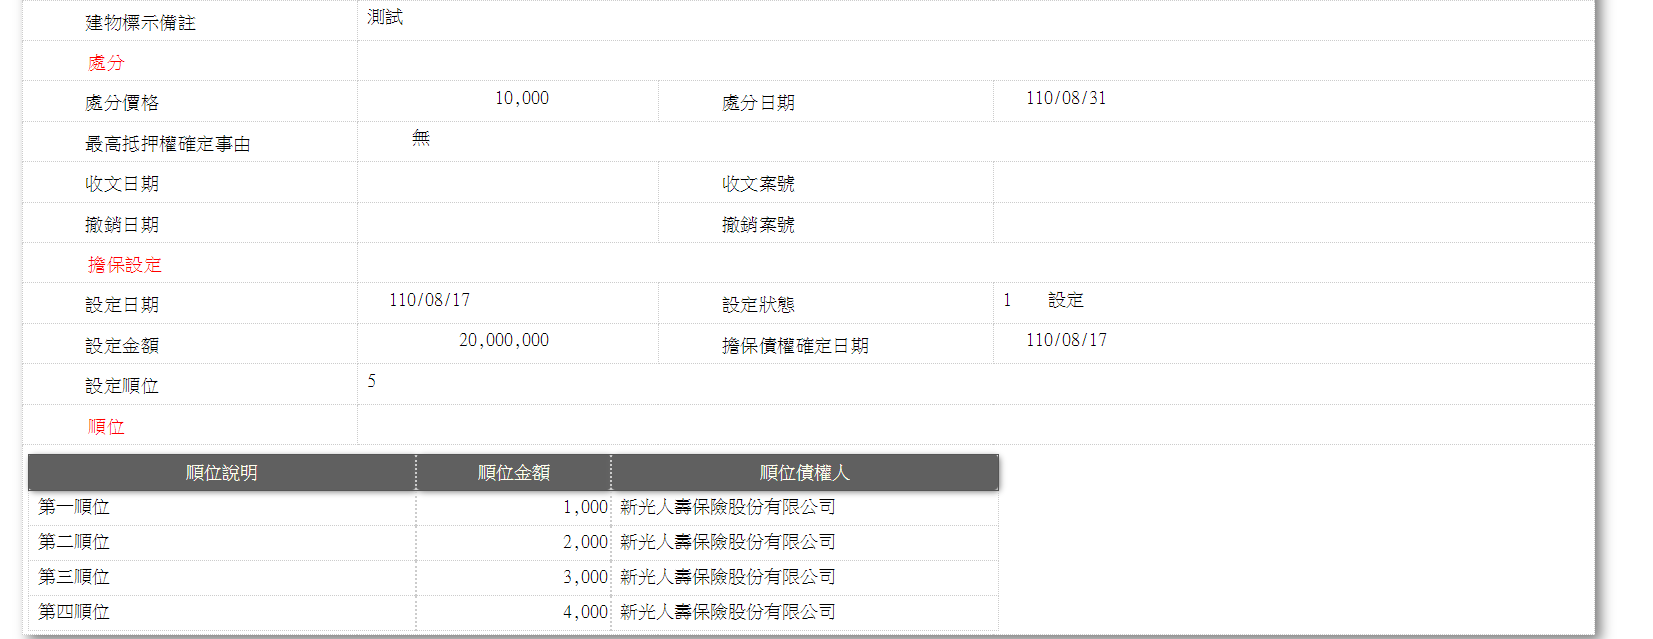 建物標示備註 測試
處分
處分價格 10,000 處分日期 110/08/31
最高抵押權確定事由 無
收文日期 收文案號
撤銷日期 撤銷案號
擔保設定
設定日期 110/08/17 設定狀態 1 設定
設定金額 20,000,000 擔保債權確定日期 110/08/17
設定順位 5
順位
順位說明 順位金額 順位債權人
第一順位 1,000 新光人壽保險股份有限公司
第二順位 2,000 新光人壽保險股份有限公司
第三順位 3,000 新光人壽保險股份有限公司
第四順位 4,000 新光人壽保險股份有限公司